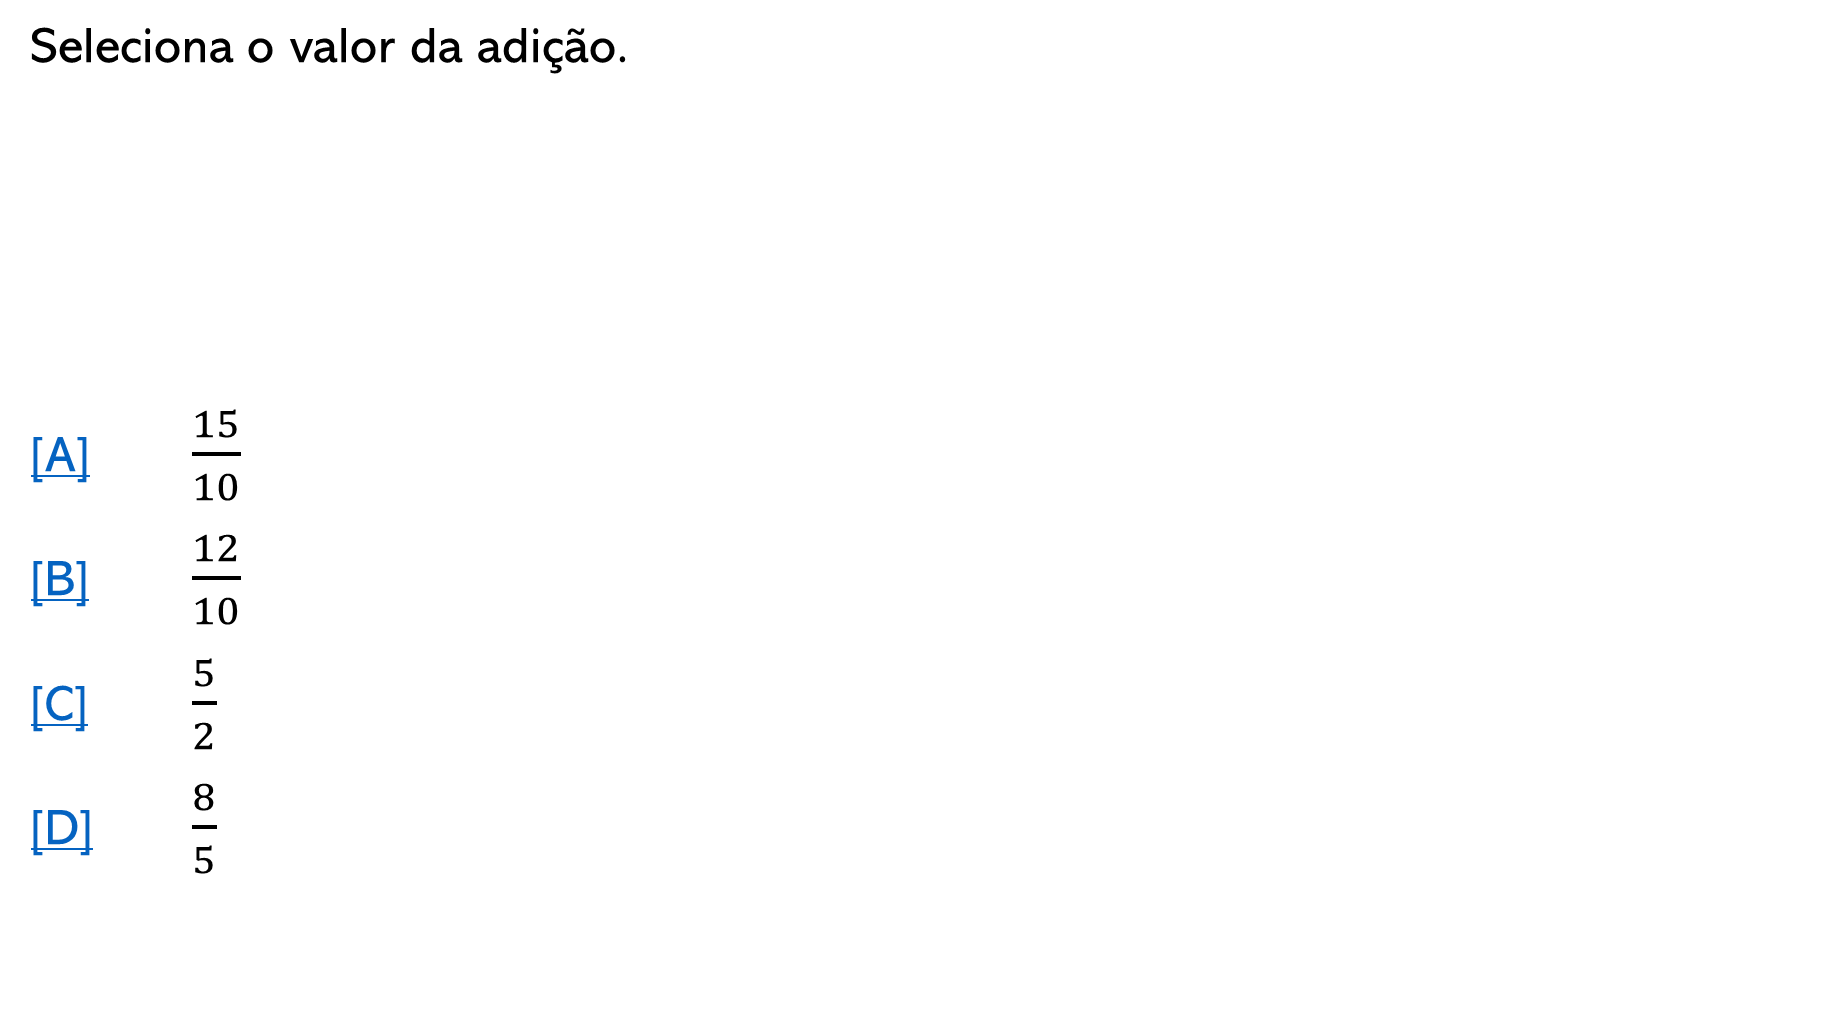 Seleciona o valor da adição.
[A] 15/10
[B] 12/10
[C] 5/2
[D] 8/5